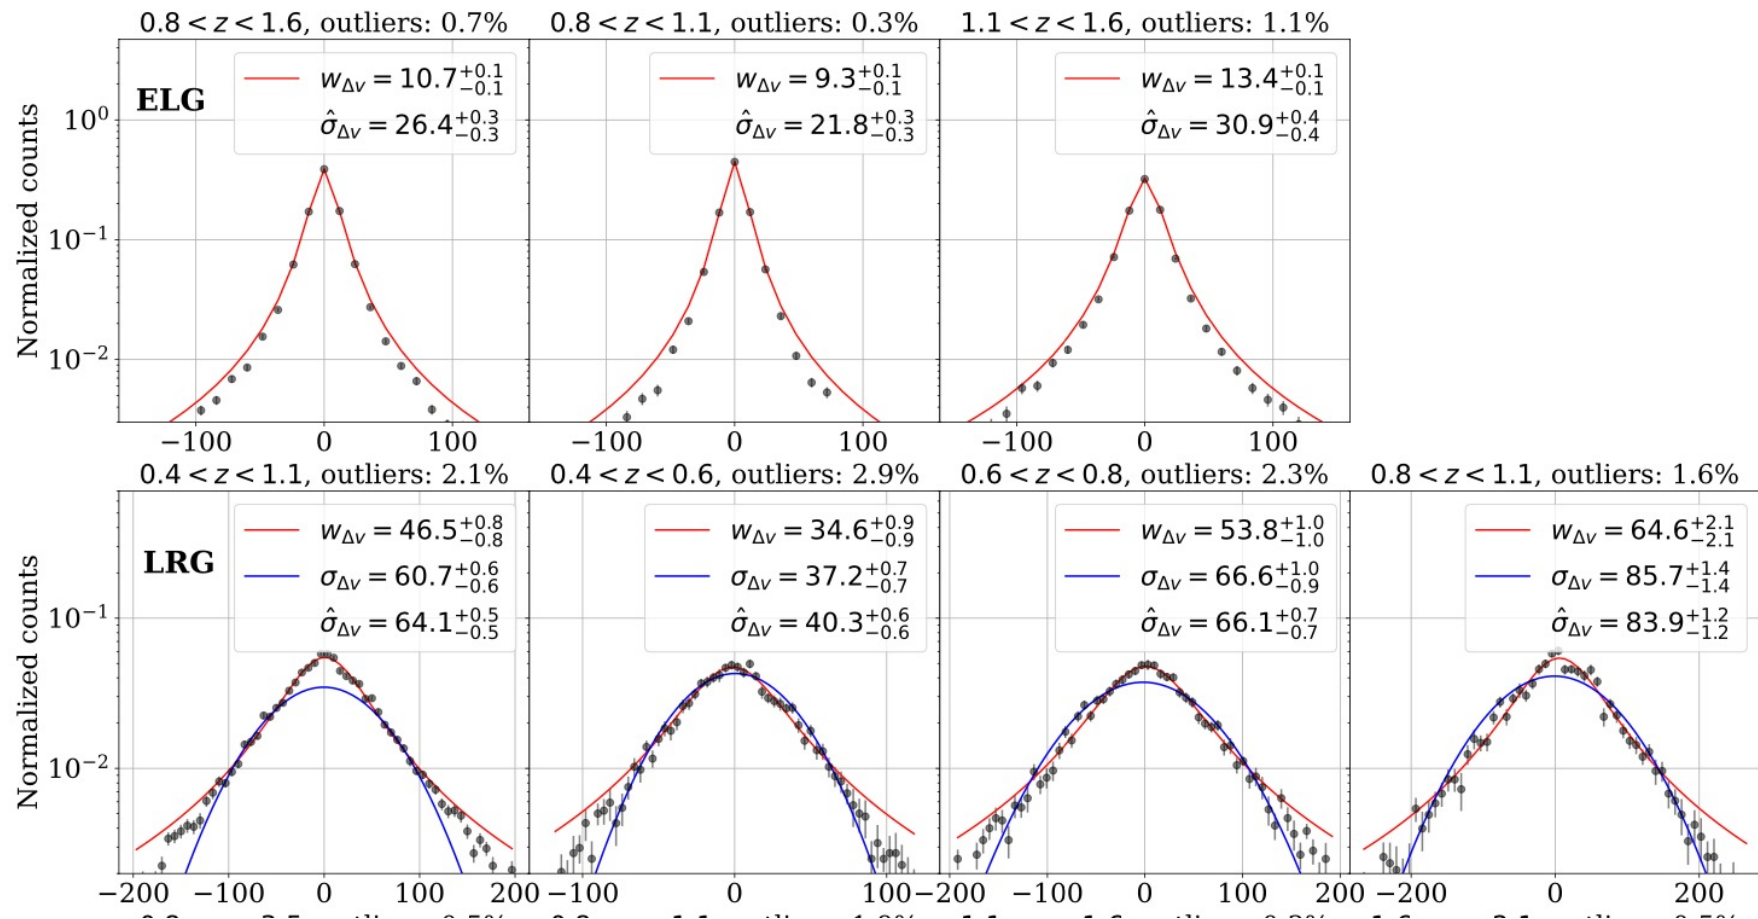 0.8 < z < 1.6, outliers: 0.7%
0.8 < z < 1.1, outliers: 0.3%
1.1 < z < 1.6, outliers: 1.1%
Normalized counts
10⁰
10⁻¹
10⁻²
ELG
w_Δv = 10.7 +0.1 −0.1
σ̂_Δv = 26.4 +0.3 −0.3
w_Δv = 9.3 +0.1 −0.1
σ̂_Δv = 21.8 +0.3 −0.3
w_Δv = 13.4 +0.1 −0.1
σ̂_Δv = 30.9 +0.4 −0.4
−100 0 100
−100 0 100
−100 0 100
0.4 < z < 1.1, outliers: 2.1%
0.4 < z < 0.6, outliers: 2.9%
0.6 < z < 0.8, outliers: 2.3%
0.8 < z < 1.1, outliers: 1.6%
Normalized counts
10⁻¹
10⁻²
LRG
w_Δv = 46.5 +0.8 −0.8
σ_Δv = 60.7 +0.6 −0.6
σ̂_Δv = 64.1 +0.5 −0.5
w_Δv = 34.6 +0.9 −0.9
σ_Δv = 37.2 +0.7 −0.7
σ̂_Δv = 40.3 +0.6 −0.6
w_Δv = 53.8 +1.0 −1.0
σ_Δv = 66.6 +1.0 −0.9
σ̂_Δv = 66.1 +0.7 −0.7
w_Δv = 64.6 +2.1 −2.1
σ_Δv = 85.7 +1.4 −1.4
σ̂_Δv = 83.9 +1.2 −1.2
−200 −100 0 100 200
−100 0 100
−200 −100 0 100 200
−200 0 200